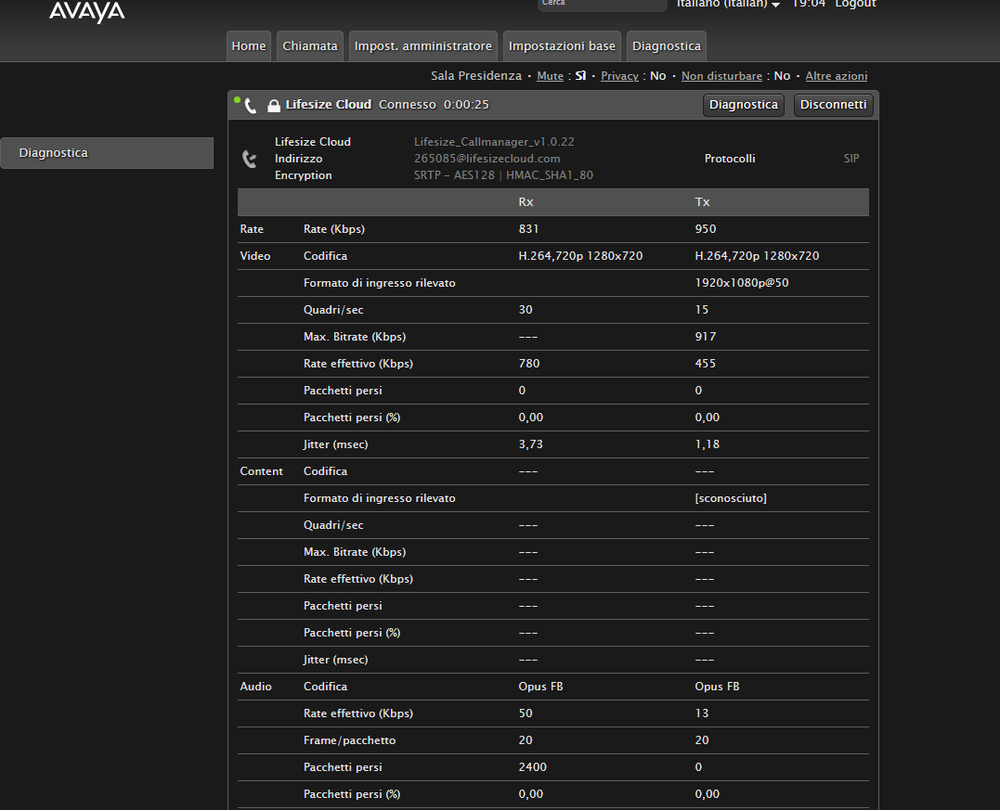 AVAYA
Cerca
Italiano (Italian) 19:04 Logout
Home Chiamata Impost. amministratore Impostazioni base Diagnostica
Sala Presidenza · Mute : Sì · Privacy : No · Non disturbare : No · Altre azioni
Lifesize Cloud Connesso 0:00:25 Diagnostica Disconnetti
Diagnostica
Lifesize Cloud Lifesize_Callmanager_v1.0.22
Indirizzo 265085@lifesizecloud.com Protocolli SIP
Encryption SRTP - AES128 | HMAC_SHA1_80
Rx Tx
Rate Rate (Kbps) 831 950
Video Codifica H.264,720p 1280x720 H.264,720p 1280x720
Formato di ingresso rilevato 1920x1080p@50
Quadri/sec 30 15
Max. Bitrate (Kbps) --- 917
Rate effettivo (Kbps) 780 455
Pacchetti persi 0 0
Pacchetti persi (%) 0,00 0,00
Jitter (msec) 3,73 1,18
Content Codifica --- ---
Formato di ingresso rilevato [sconosciuto]
Quadri/sec --- ---
Max. Bitrate (Kbps) --- ---
Rate effettivo (Kbps) --- ---
Pacchetti persi --- ---
Pacchetti persi (%) --- ---
Jitter (msec) --- ---
Audio Codifica Opus FB Opus FB
Rate effettivo (Kbps) 50 13
Frame/pacchetto 20 20
Pacchetti persi 2400 0
Pacchetti persi (%) 0,00 0,00